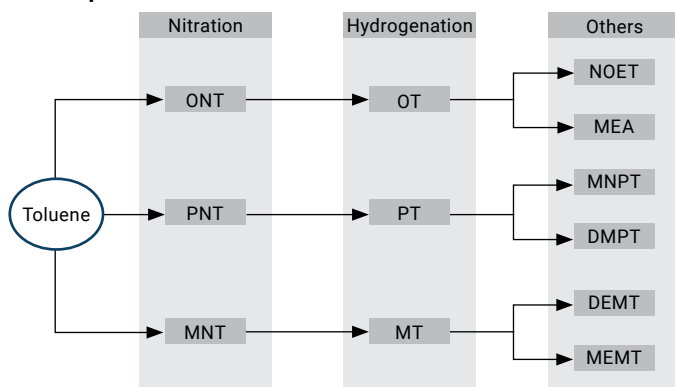 Nitration
Hydrogenation
Others
NOET
ONT
OT
MEA
MNPT
Toluene
PNT
PT
DMPT
DEMT
MNT
MT
MEMT